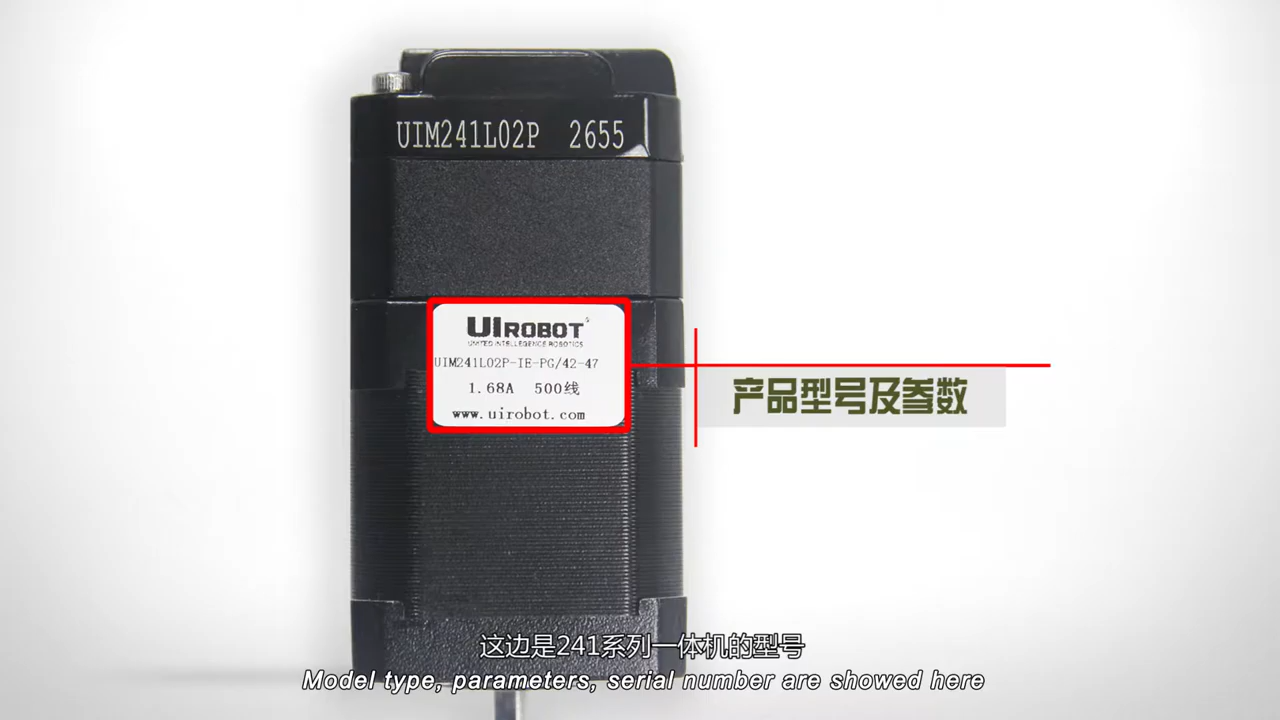 UIM241L02P 2655
UIROBOT
UNITED INTELLEGENCE ROBOTICS
UIM241L02P-IE-PG/42-47
1.68A 500线
www.uirobot.com
产品型号及参数
这边是241系列一体机的型号
Model type, parameters, serial number are showed here